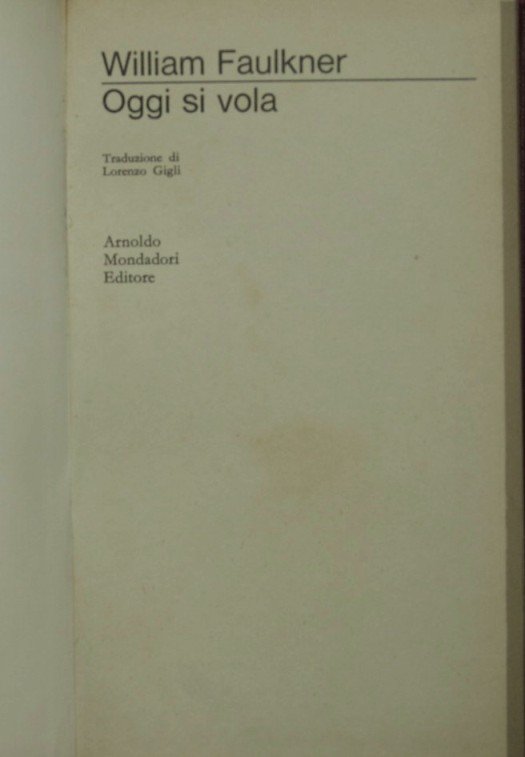 William Faulkner
Oggi si vola
Traduzione di
Lorenzo Gigli
Arnoldo
Mondadori
Editore